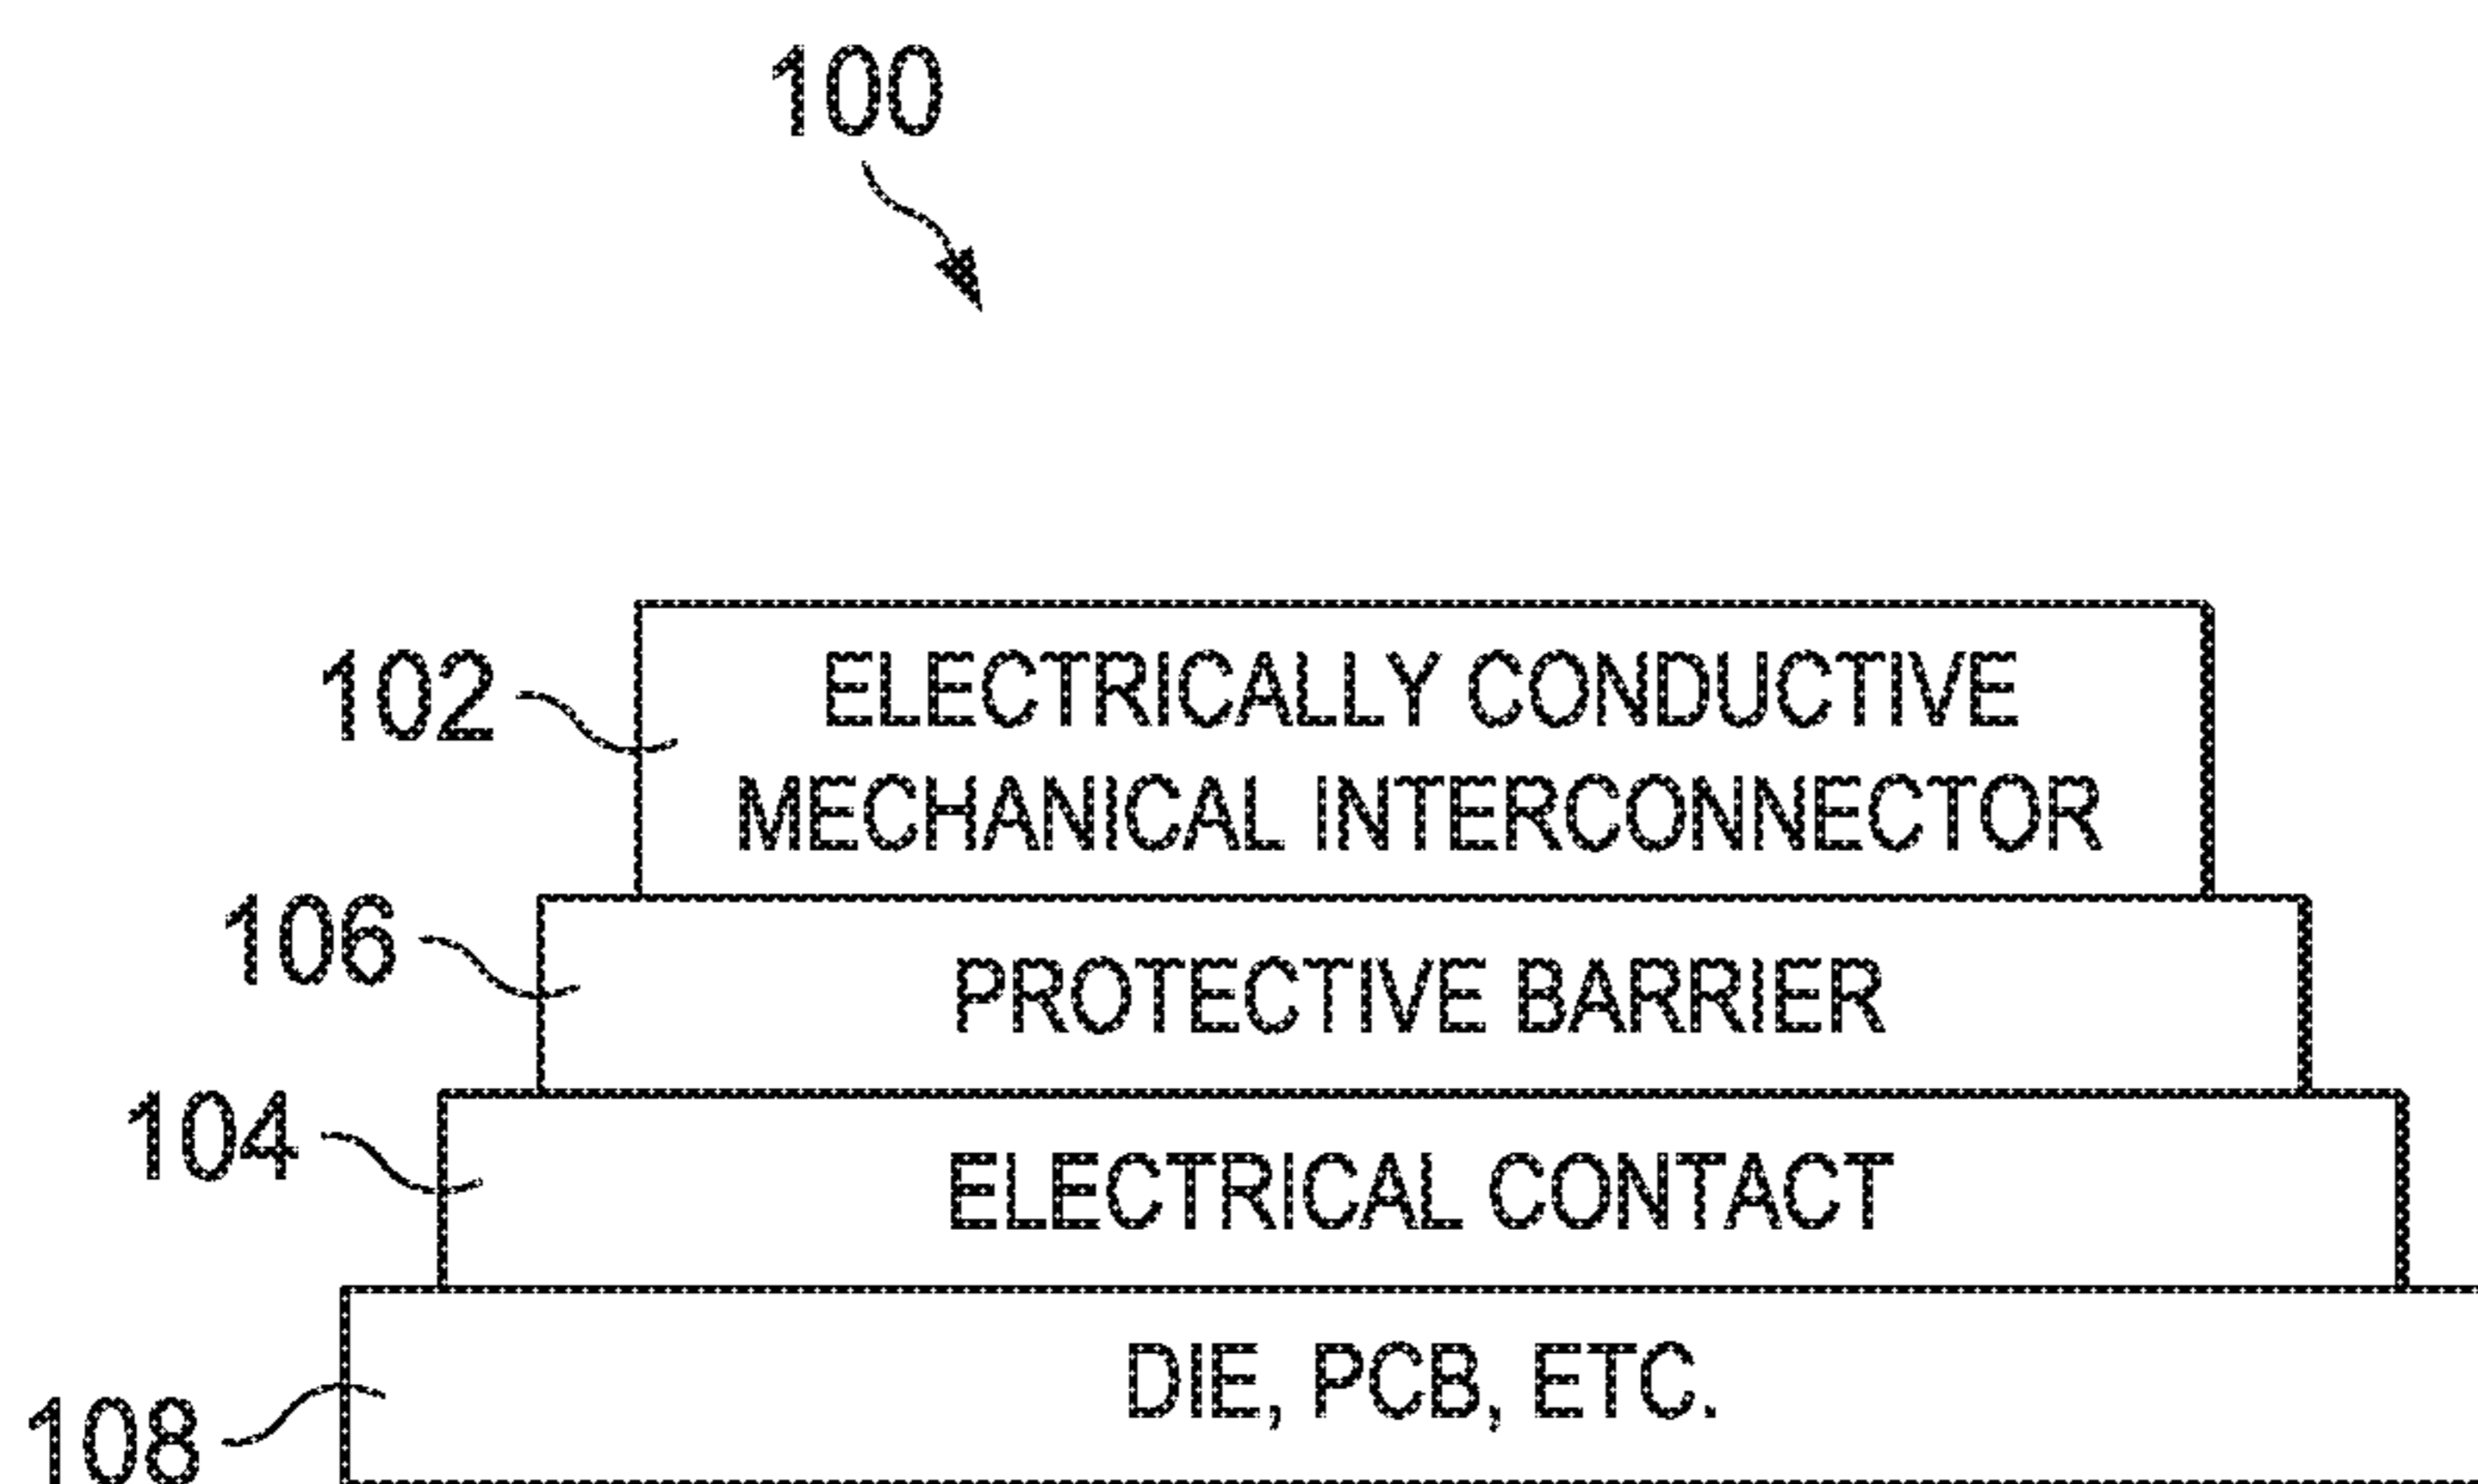 100
102
ELECTRICALLY CONDUCTIVE
MECHANICAL INTERCONNECTOR
106
PROTECTIVE BARRIER
104
ELECTRICAL CONTACT
108
DIE, PCB, ETC.